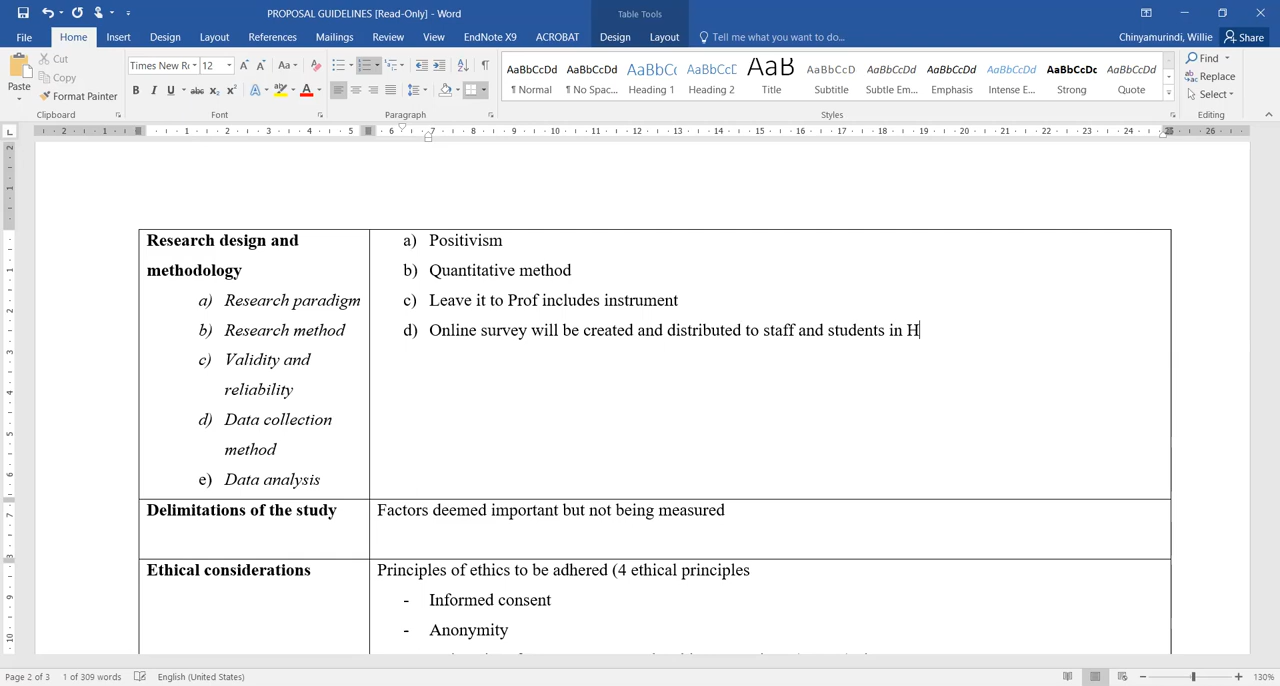 PROPOSAL GUIDELINES [Read-Only] - Word
Table Tools
File Home Insert Design Layout References Mailings Review View EndNote X9 ACROBAT Design Layout Tell me what you want to do... Chinyamurindi, Willie Share
Paste
Cut
Copy
Format Painter
Clipboard
Times New Ro 12
Font
Paragraph
AaBbCcDd AaBbCcDd AaBbCc AaBbCcD AaB AaBbCcD AaBbCcDd AaBbCcDd AaBbCcDd AaBbCcDc AaBbCcDd
¶ Normal ¶ No Spac... Heading 1 Heading 2 Title Subtitle Subtle Em... Emphasis Intense E... Strong Quote
Styles
Find
Replace
Select
Editing
Research design and
methodology
a) Research paradigm
b) Research method
c) Validity and
reliability
d) Data collection
method
e) Data analysis
a) Positivism
b) Quantitative method
c) Leave it to Prof includes instrument
d) Online survey will be created and distributed to staff and students in H
Delimitations of the study
Factors deemed important but not being measured
Ethical considerations
Principles of ethics to be adhered (4 ethical principles
- Informed consent
- Anonymity
Page 2 of 3 1 of 309 words English (United States) 130%